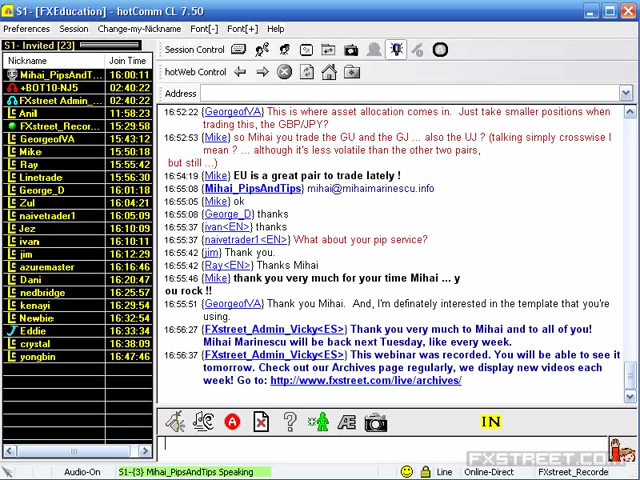 S1- [FXEducation] - hotComm CL 7.50
Preferences Session Change-my-Nickname Font[-] Font[+] Help
S1- Invited [23]
Nickname Join Time
Mihai_PipsAndT... 16:00:11
+BOT10-NJ5 02:40:22
FXstreet_Admin_... 02:40:22
Anil 11:58:23
FXstreet_Recor... 15:29:58
GeorgeofVA 15:43:12
Mike 15:50:18
Ray 15:55:42
Linetrade 15:56:30
George_D 16:01:18
Zul 16:04:21
naivetrader1 16:05:09
Jez 16:10:09
ivan 16:10:11
jim 16:12:29
azuremaster 16:16:46
Dani 16:20:47
nedbridge 16:25:57
kenayi 16:29:54
Newbie 16:32:54
Eddie 16:33:34
crystal 16:38:09
yongbin 16:47:46
Session Control
hotWeb Control
Address
16:52:22 {GeorgeofVA} This is where asset allocation comes in. Just take smaller positions when
trading this, the GBP/JPY?
16:52:53 {Mike} so Mihai you trade the GU and the GJ ... also the UJ ? (talking simply crosswise I
mean ? ... although it's less volatile than the other two pairs,
but still ...)
16:54:19 {Mike} EU is a great pair to trade lately !
16:55:08 {Mihai_PipsAndTips} mihai@mihaimarinescu.info
16:55:05 {Mike} ok
16:55:08 {George_D} thanks
16:55:37 {ivan<EN>} thanks
16:55:37 {naivetrader1<EN>} What about your pip service?
16:55:42 {jim} Thank you.
16:55:42 {Ray<EN>} Thanks Mihai
16:55:46 {Mike} thank you very much for your time Mihai ... y
ou rock !!
16:55:51 {GeorgeofVA} Thank you Mihai. And, I'm definately interested in the template that you're
using.
16:56:27 {FXstreet_Admin_Vicky<ES>} Thank you very much to Mihai and to all of you!
Mihai Marinescu will be back next Tuesday, like every week.
16:56:37 {FXstreet_Admin_Vicky<ES>} This webinar was recorded. You will be able to see it
tomorrow. Check out our Archives page regularly, we display new videos each
week! Go to: http://www.fxstreet.com/live/archives/
IN
FXSTREET.COM
Audio-On S1-{3} Mihai_PipsAndTips Speaking Line Online-Direct FXstreet_Recorde